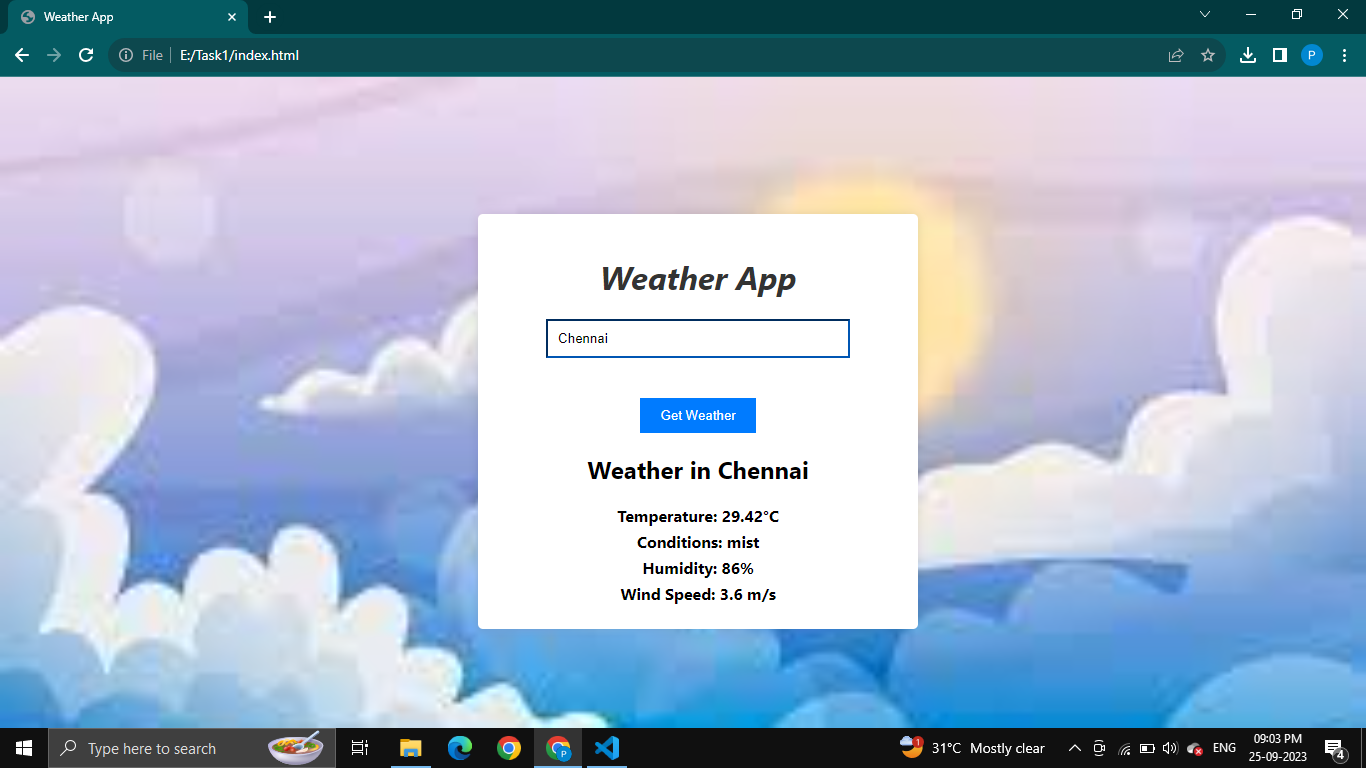 Weather App
File E:/Task1/index.html
P
Weather App
Chennai
Get Weather
Weather in Chennai
Temperature: 29.42°C
Conditions: mist
Humidity: 86%
Wind Speed: 3.6 m/s
Type here to search
P
1
31°C Mostly clear
ENG
09:03 PM
25-09-2023
4